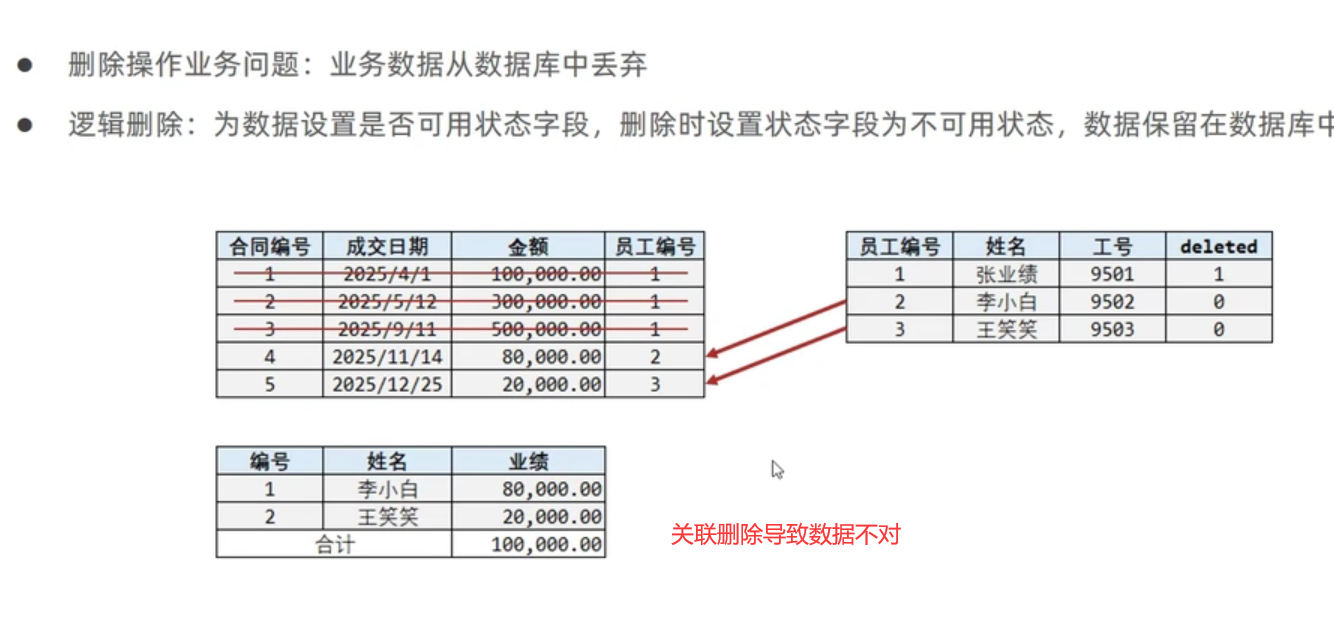 ● 删除操作业务问题：业务数据从数据库中丢弃
● 逻辑删除：为数据设置是否可用状态字段，删除时设置状态字段为不可用状态，数据保留在数据库中
合同编号 成交日期 金额 员工编号
1 2025/4/1 100,000.00 1
2 2025/5/12 300,000.00 1
3 2025/9/11 500,000.00 1
4 2025/11/14 80,000.00 2
5 2025/12/25 20,000.00 3
员工编号 姓名 工号 deleted
1 张业绩 9501 1
2 李小白 9502 0
3 王笑笑 9503 0
编号 姓名 业绩
1 李小白 80,000.00
2 王笑笑 20,000.00
合计 100,000.00
关联删除导致数据不对